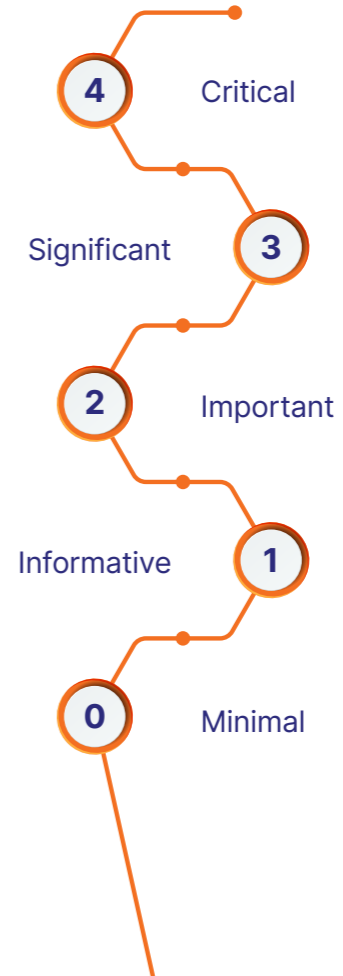 4 Critical
Significant 3
2 Important
Informative 1
0 Minimal